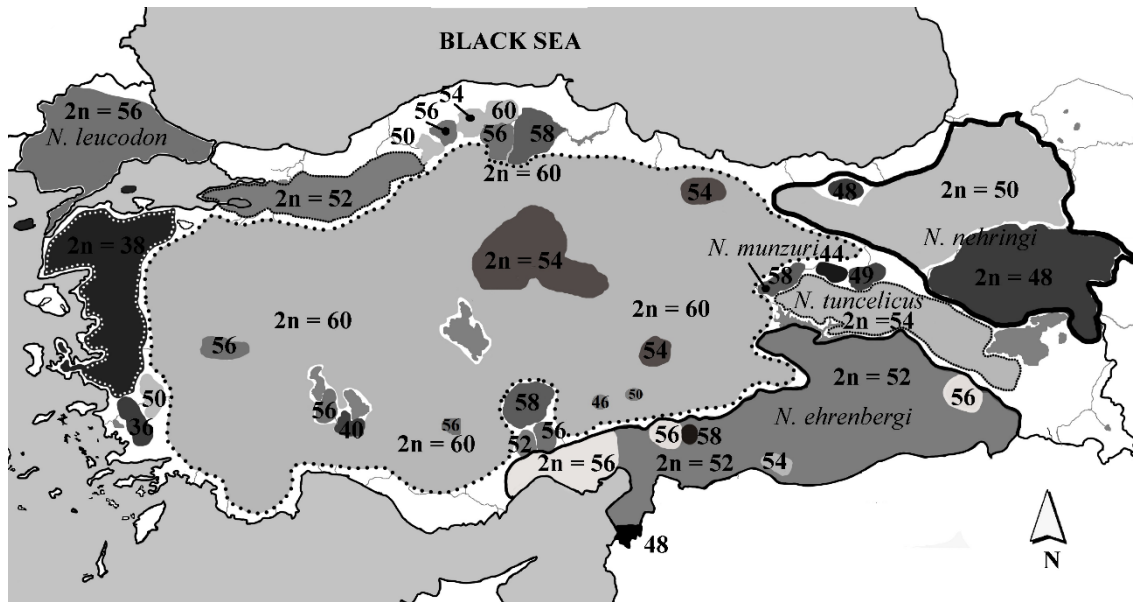 BLACK SEA
2n = 56
N. leucodon
54
56
60
50
56
58
2n = 60
2n = 52
54
48
2n = 50
N. nehringi
2n = 48
2n = 38
2n = 54
N. munzuri
44
58
49
N. tuncelicus
2n = 54
2n = 60
2n = 60
56
54
2n = 52
50
36
56
40
56
2n = 60
58
46
50
52
56
56
N. ehrenbergi
2n = 56
56
58
2n = 52
54
48
N